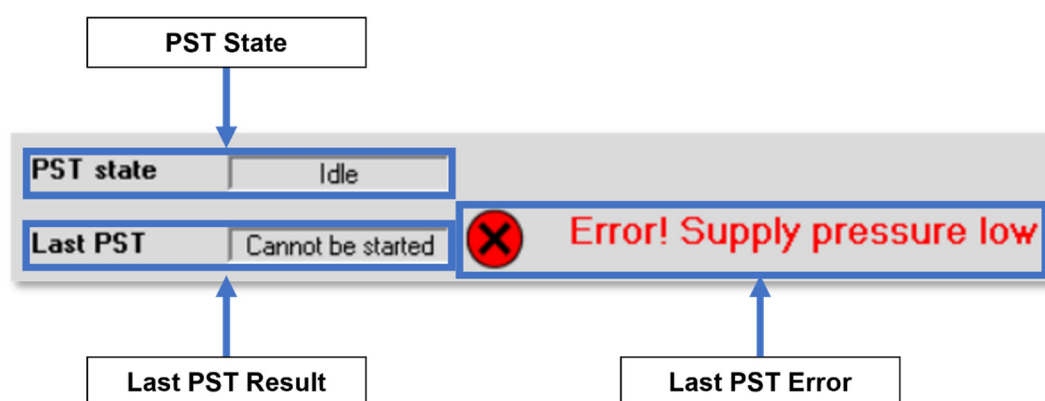 PST State
PST state Idle
Last PST Cannot be started Error! Supply pressure low
Last PST Result Last PST Error